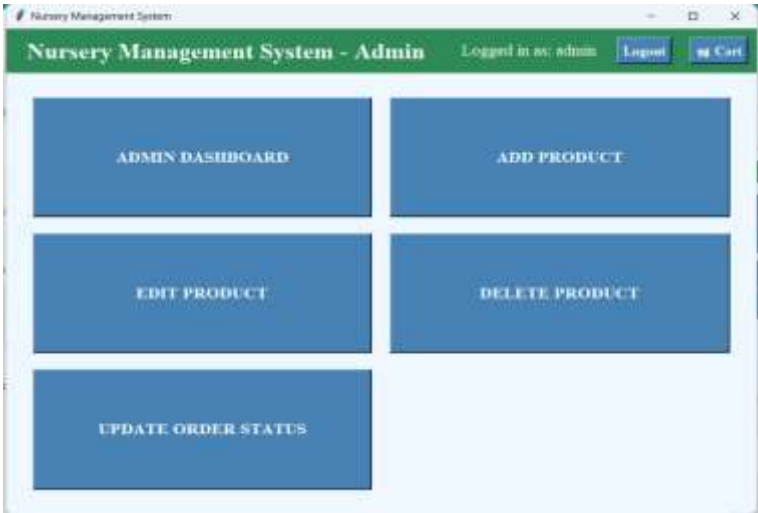 Nursery Management System
Nursery Management System - Admin Logged in as: admin Logout Cart
ADMIN DASHBOARD ADD PRODUCT
EDIT PRODUCT DELETE PRODUCT
UPDATE ORDER STATUS